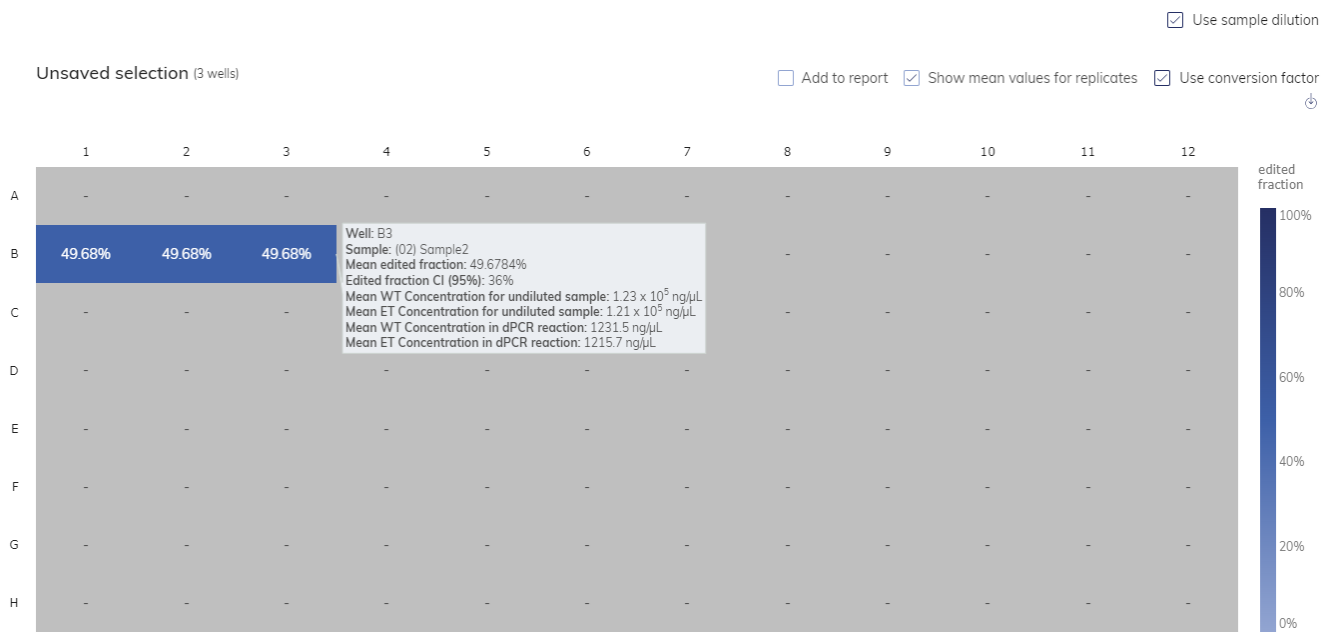 Use sample dilution
Unsaved selection (3 wells)
Add to report Show mean values for replicates Use conversion factor
1 2 3 4 5 6 7 8 9 10 11 12
edited
fraction
A - - - - - - - - - - - -
100%
B 49.68% 49.68% 49.68% - - - - -
Well: B3
Sample: (02) Sample2
Mean edited fraction: 49.6784%
Edited fraction CI (95%): 36%
Mean WT Concentration for undiluted sample: 1.23 x 10⁵ ng/µL
Mean ET Concentration for undiluted sample: 1.21 x 10⁵ ng/µL
Mean WT Concentration in dPCR reaction: 1231.5 ng/µL
Mean ET Concentration in dPCR reaction: 1215.7 ng/µL
80%
C - - - - - - - -
D - - - - - - - - - - - -
60%
E - - - - - - - - - - - -
40%
F - - - - - - - - - - - -
G - - - - - - - - - - - -
20%
H - - - - - - - - - - - -
0%